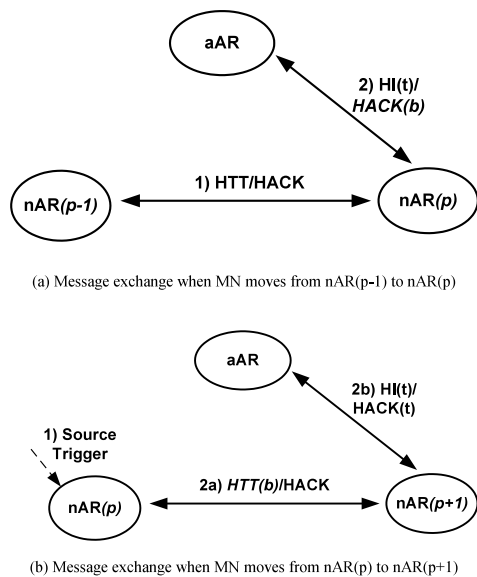 aAR
2) HI(t)/
HACK(b)
1) HTT/HACK
nAR(p-1)
nAR(p)
(a) Message exchange when MN moves from nAR(p-1) to nAR(p)
aAR
2b) HI(t)/
HACK(t)
1) Source
Trigger
2a) HTT(b)/HACK
nAR(p)
nAR(p+1)
(b) Message exchange when MN moves from nAR(p) to nAR(p+1)